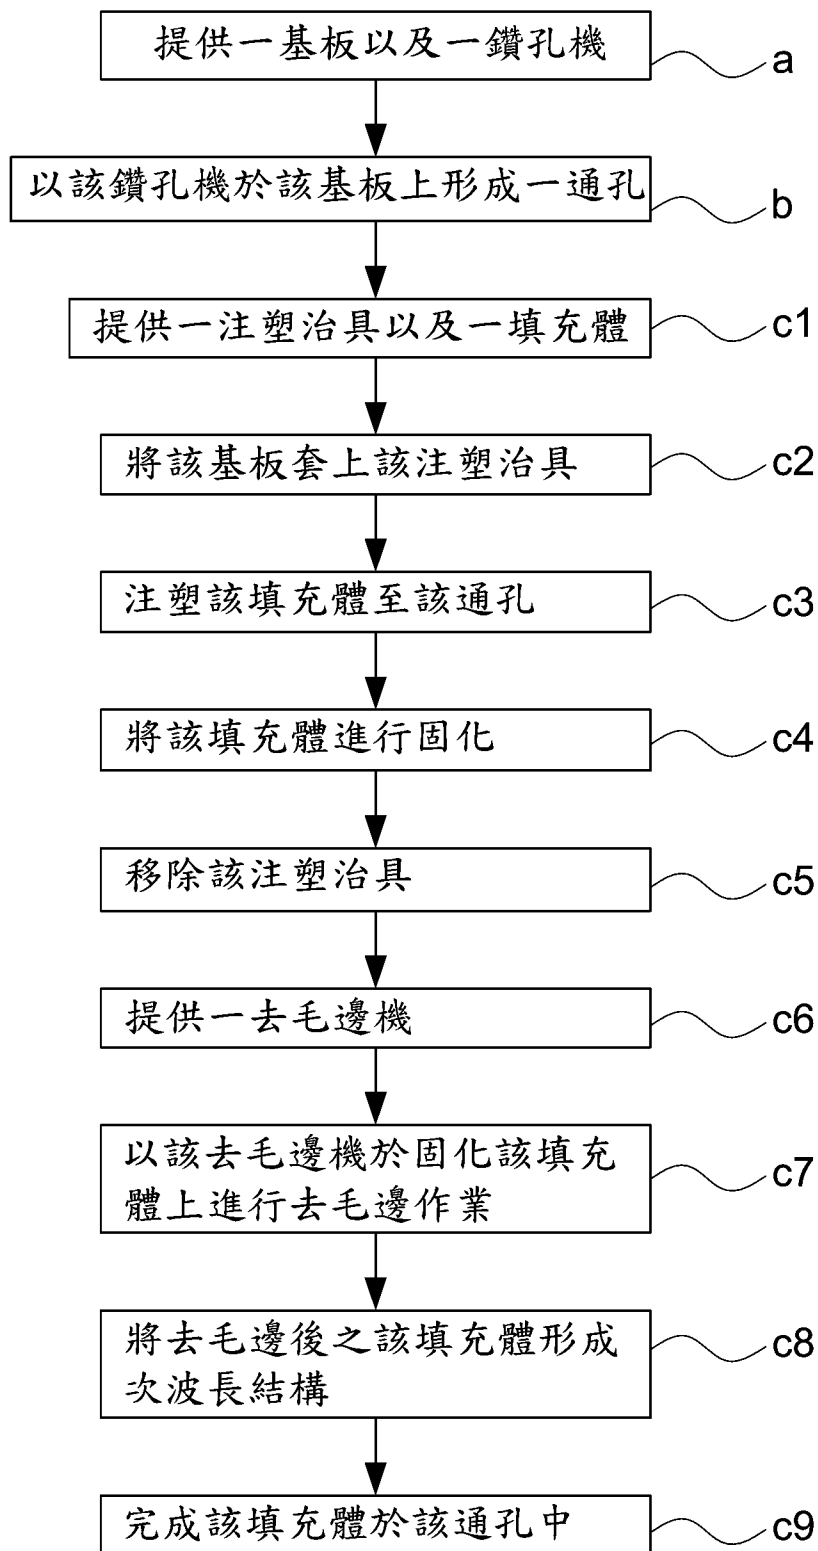 提供一基板以及一鑽孔機
a
以該鑽孔機於該基板上形成一通孔
b
提供一注塑治具以及一填充體
c1
將該基板套上該注塑治具
c2
注塑該填充體至該通孔
c3
將該填充體進行固化
c4
移除該注塑治具
c5
提供一去毛邊機
c6
以該去毛邊機於固化該填充
體上進行去毛邊作業
c7
將去毛邊後之該填充體形成
次波長結構
c8
完成該填充體於該通孔中
c9